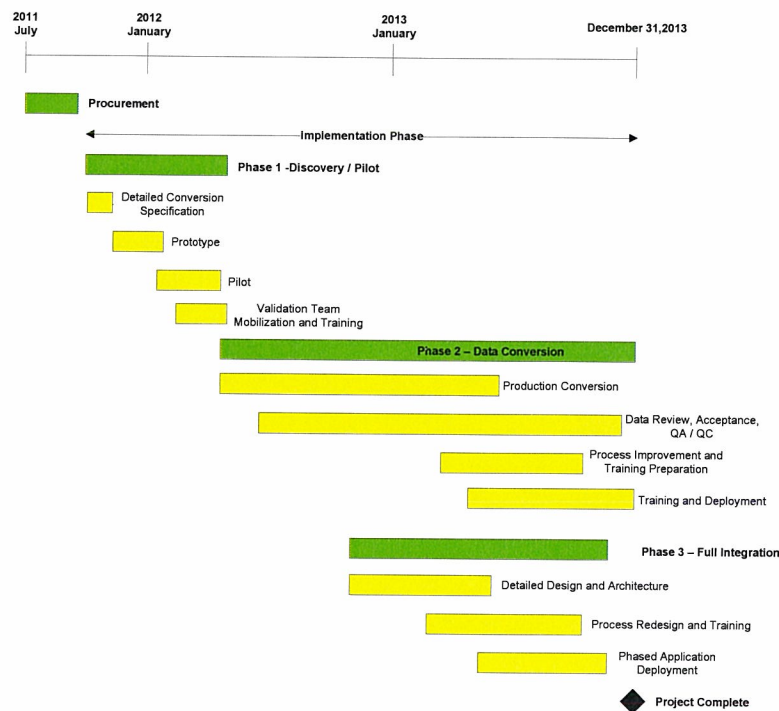 2011
July
2012
January
2013
January
December 31,2013
Procurement
Implementation Phase
Phase 1 -Discovery / Pilot
Detailed Conversion
Specification
Prototype
Pilot
Validation Team
Mobilization and Training
Phase 2 – Data Conversion
Production Conversion
Data Review, Acceptance,
QA / QC
Process Improvement and
Training Preparation
Training and Deployment
Phase 3 – Full Integration
Detailed Design and Architecture
Process Redesign and Training
Phased Application
Deployment
Project Complete